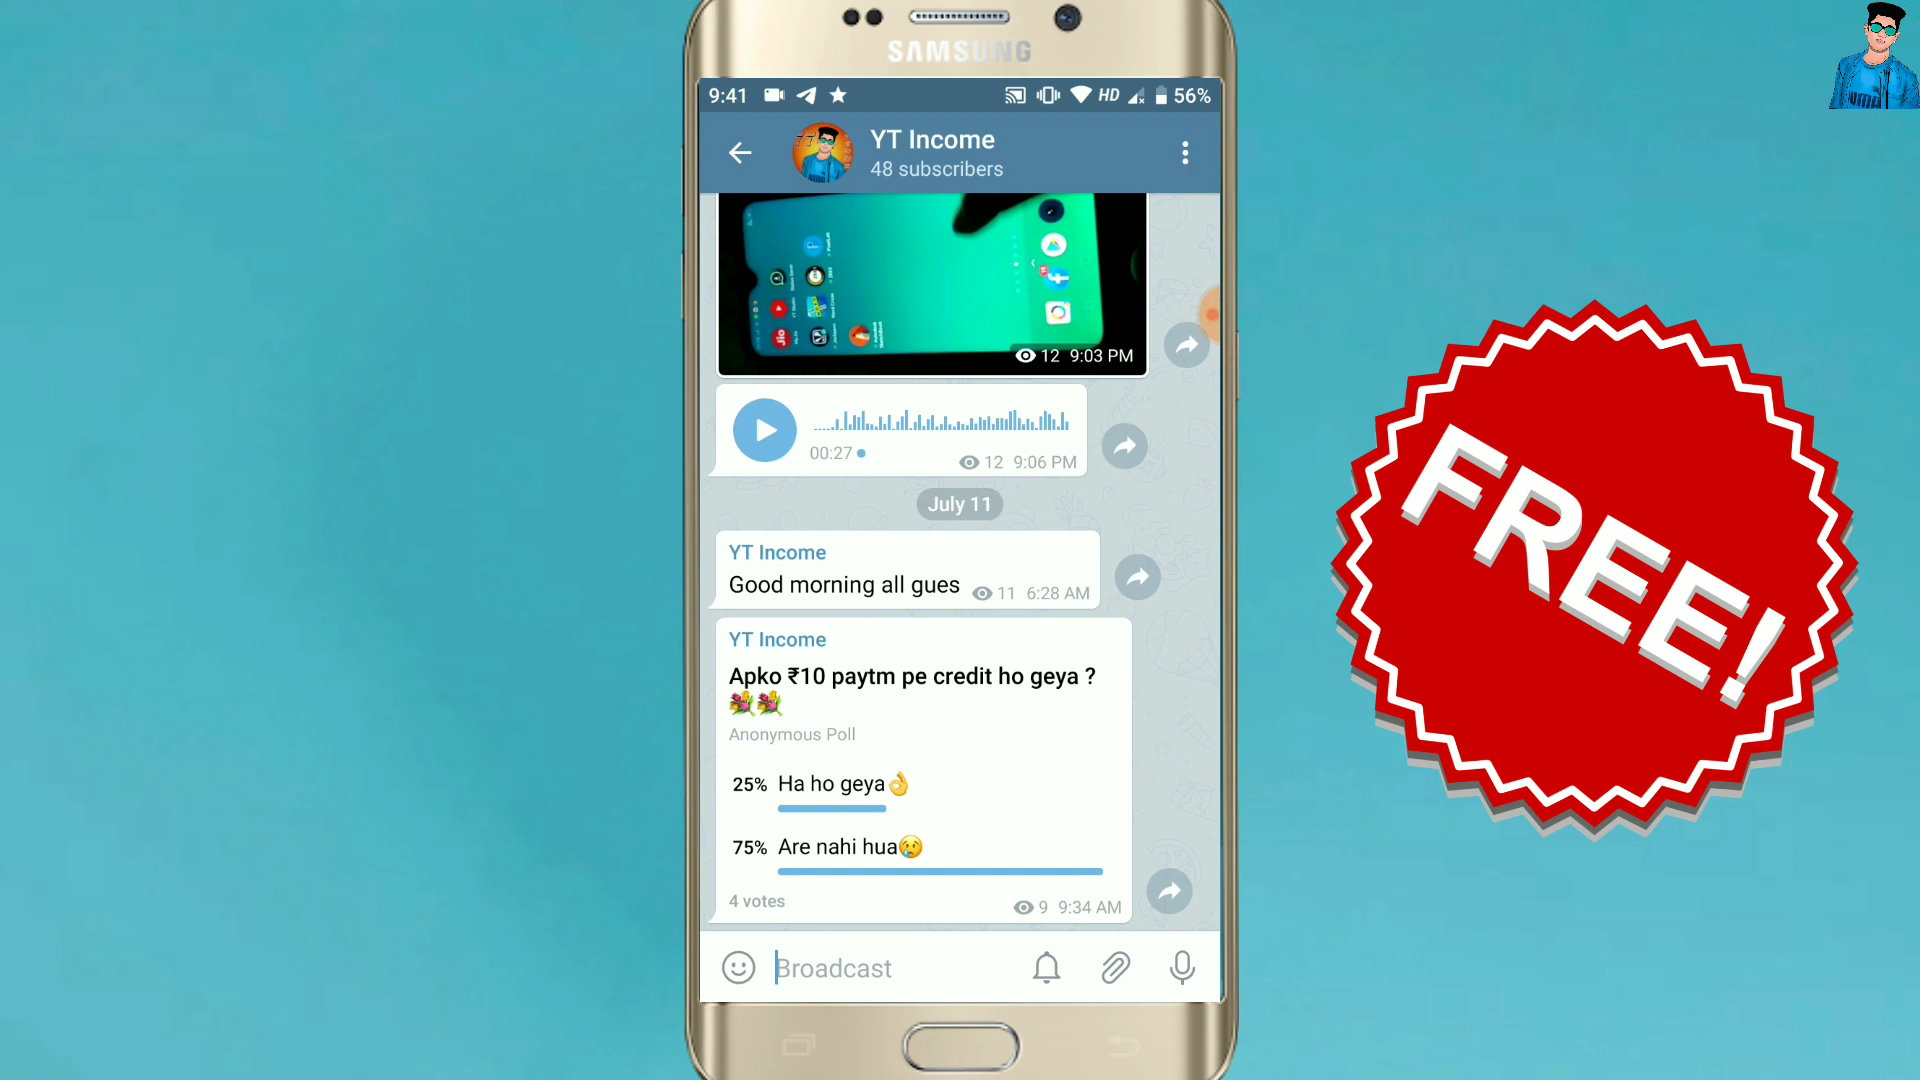 SAMSUNG
9:41
HD
56%
YT Income
48 subscribers
12 9:03 PM
00:27
12 9:06 PM
July 11
YT Income
Good morning all gues
11 6:28 AM
YT Income
Apko ₹10 paytm pe credit ho geya ?
💐💐
Anonymous Poll
25% Ha ho geya👌
75% Are nahi hua😢
4 votes
9 9:34 AM
Broadcast
FREE!
Jio